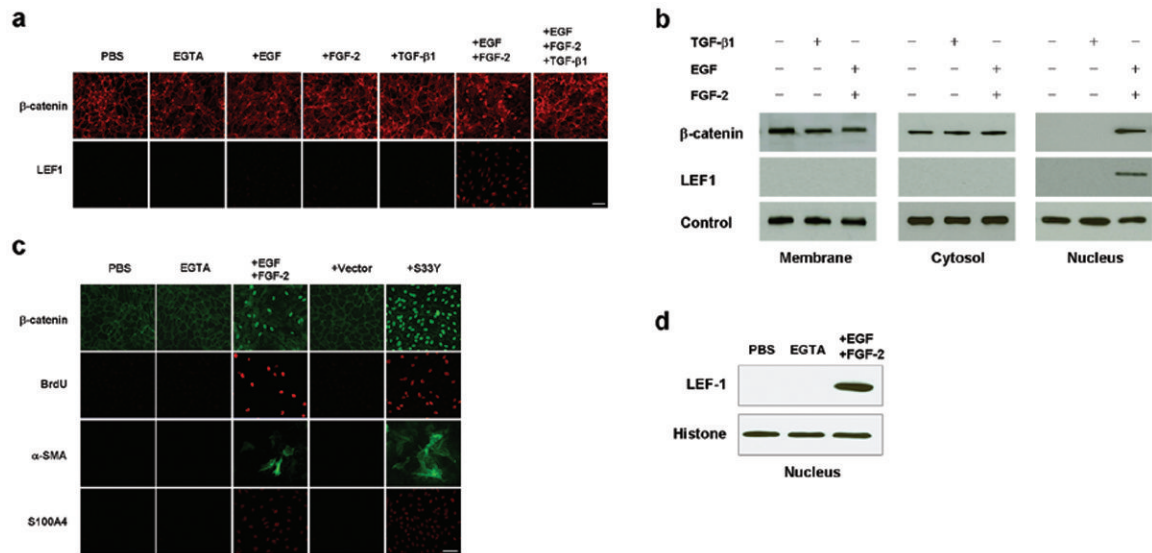 a
PBS EGTA +EGF +FGF-2 +TGF-β1 +EGF +FGF-2 +EGF +FGF-2 +TGF-β1
β-catenin
LEF1
b
TGF-β1 – + – – + – – + –
EGF – – + – – + – – +
FGF-2 – – + – – + – – +
β-catenin
LEF1
Control
Membrane Cytosol Nucleus
c
PBS EGTA +EGF +FGF-2 +Vector +S33Y
β-catenin
BrdU
α-SMA
S100A4
d
PBS EGTA +EGF +FGF-2
LEF-1
Histone
Nucleus